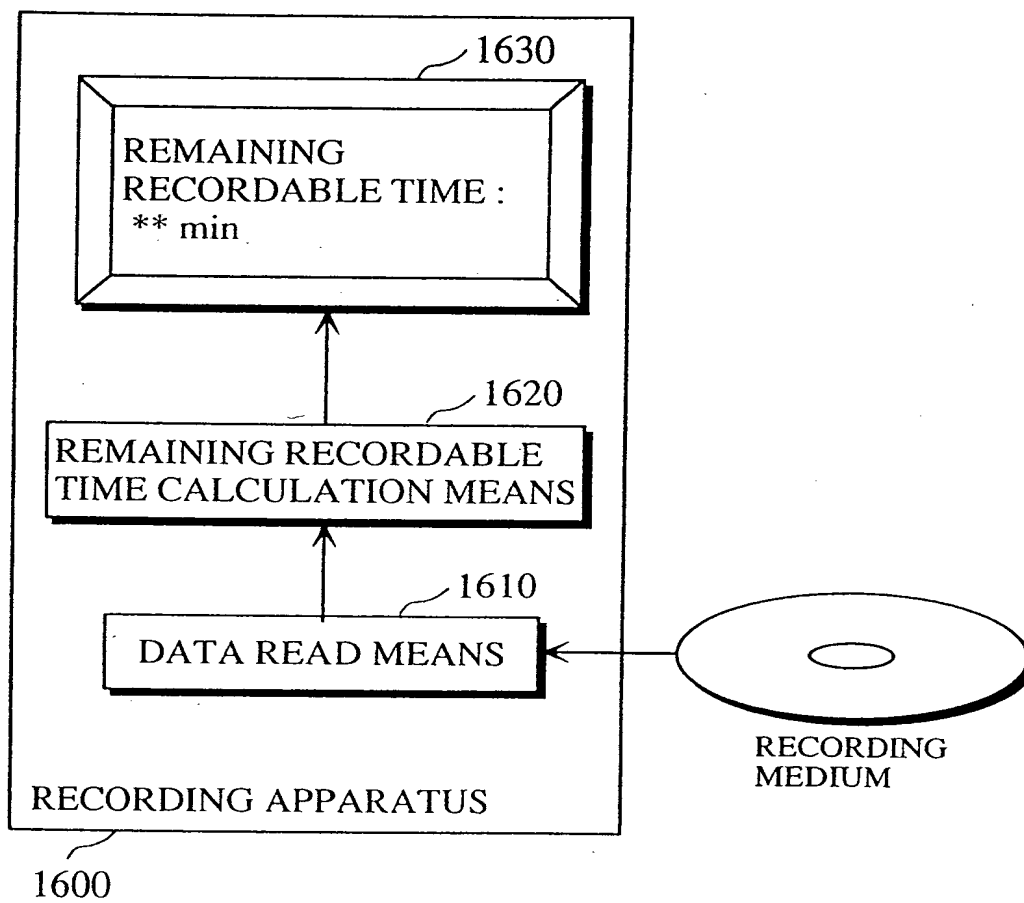 1630
REMAINING
RECORDABLE TIME :
** min
1620
REMAINING RECORDABLE
TIME CALCULATION MEANS
1610
DATA READ MEANS
RECORDING
MEDIUM
RECORDING APPARATUS
1600